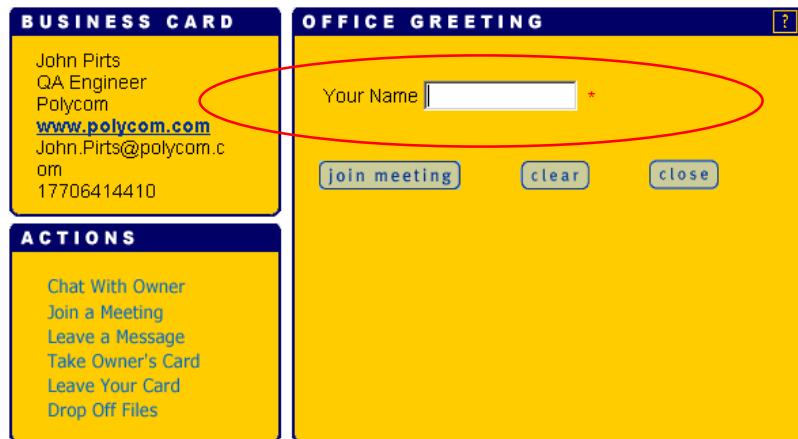 BUSINESS CARD
John Pirts
QA Engineer
Polycom
www.polycom.com
John.Pirts@polycom.c
om
17706414410
ACTIONS
Chat With Owner
Join a Meeting
Leave a Message
Take Owner's Card
Leave Your Card
Drop Off Files
OFFICE GREETING ?
Your Name *
join meeting clear close